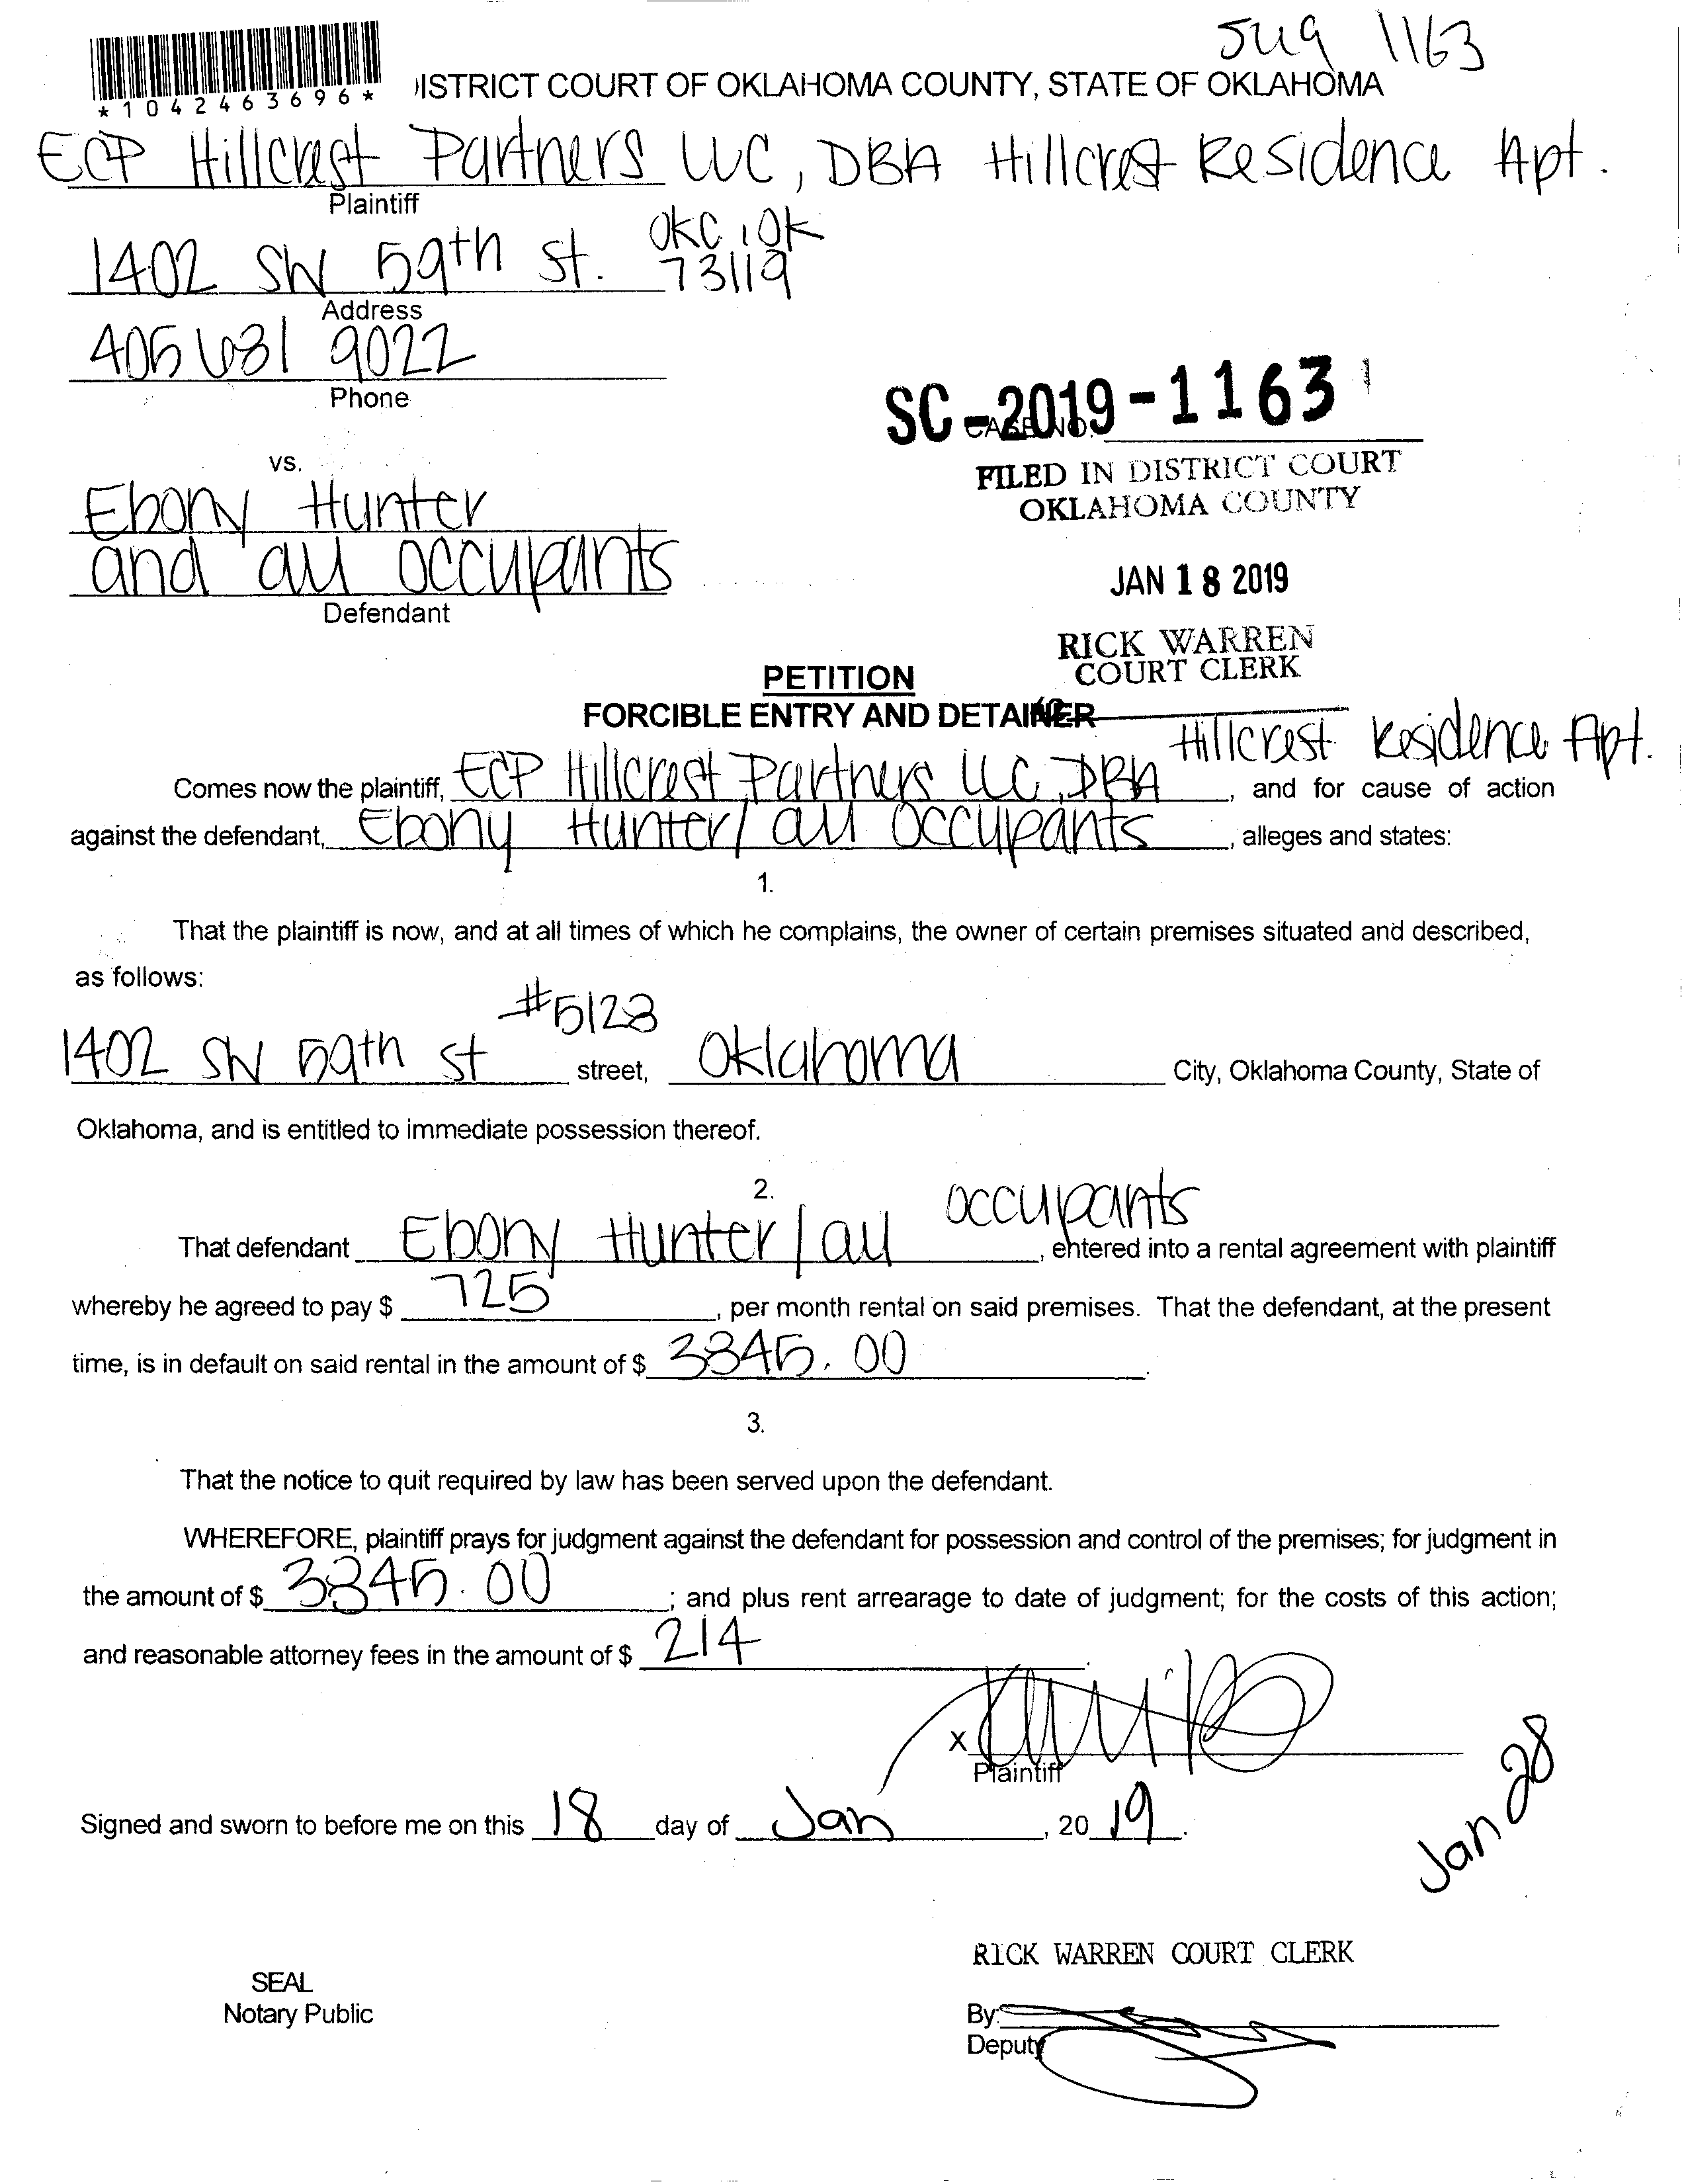 1163
*1042463696*
DISTRICT COURT OF OKLAHOMA COUNTY, STATE OF OKLAHOMA
ECP Hillcrest Partners LLC, DBA Hillcrest Residence Apt.
Plaintiff
1402 SW 59th St. OKC, OK 73119
Address
405 631 9022
Phone
SC-2019-1163
CASE NO.
vs.
FILED IN DISTRICT COURT
OKLAHOMA COUNTY
Ebony Hunter
and all occupants
Defendant
JAN 18 2019
RICK WARREN
COURT CLERK
PETITION
FORCIBLE ENTRY AND DETAINER
Comes now the plaintiff, ECP Hillcrest Partners LLC, DBA Hillcrest Residence Apt. , and for cause of action
against the defendant, Ebony Hunter/ all occupants , alleges and states:
1.
That the plaintiff is now, and at all times of which he complains, the owner of certain premises situated and described,
as follows:
1402 SW 59th St #5123 street, Oklahoma City, Oklahoma County, State of
Oklahoma, and is entitled to immediate possession thereof.
2.
That defendant Ebony Hunter/all occupants , entered into a rental agreement with plaintiff
whereby he agreed to pay $ 725 , per month rental on said premises. That the defendant, at the present
time, is in default on said rental in the amount of $ 3345.00 .
3.
That the notice to quit required by law has been served upon the defendant.
WHEREFORE, plaintiff prays for judgment against the defendant for possession and control of the premises; for judgment in
the amount of $ 3345.00 ; and plus rent arrearage to date of judgment; for the costs of this action;
and reasonable attorney fees in the amount of $ 214 .
X
Plaintiff
Signed and sworn to before me on this 18 day of Jan , 20 19 .
Jan 28
RICK WARREN COURT CLERK
SEAL
Notary Public
By:
Deputy